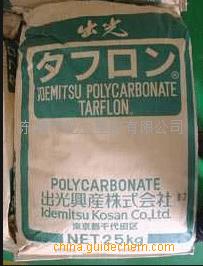 出光
タフロン®
IDEMITSU POLYCARBONATE
TARFLON
POLYCARBONATE
出光興産株式会社
Idemitsu Kosan Co.,Ltd.
東京都千代田区
NET 25kg
china.guidechem.com